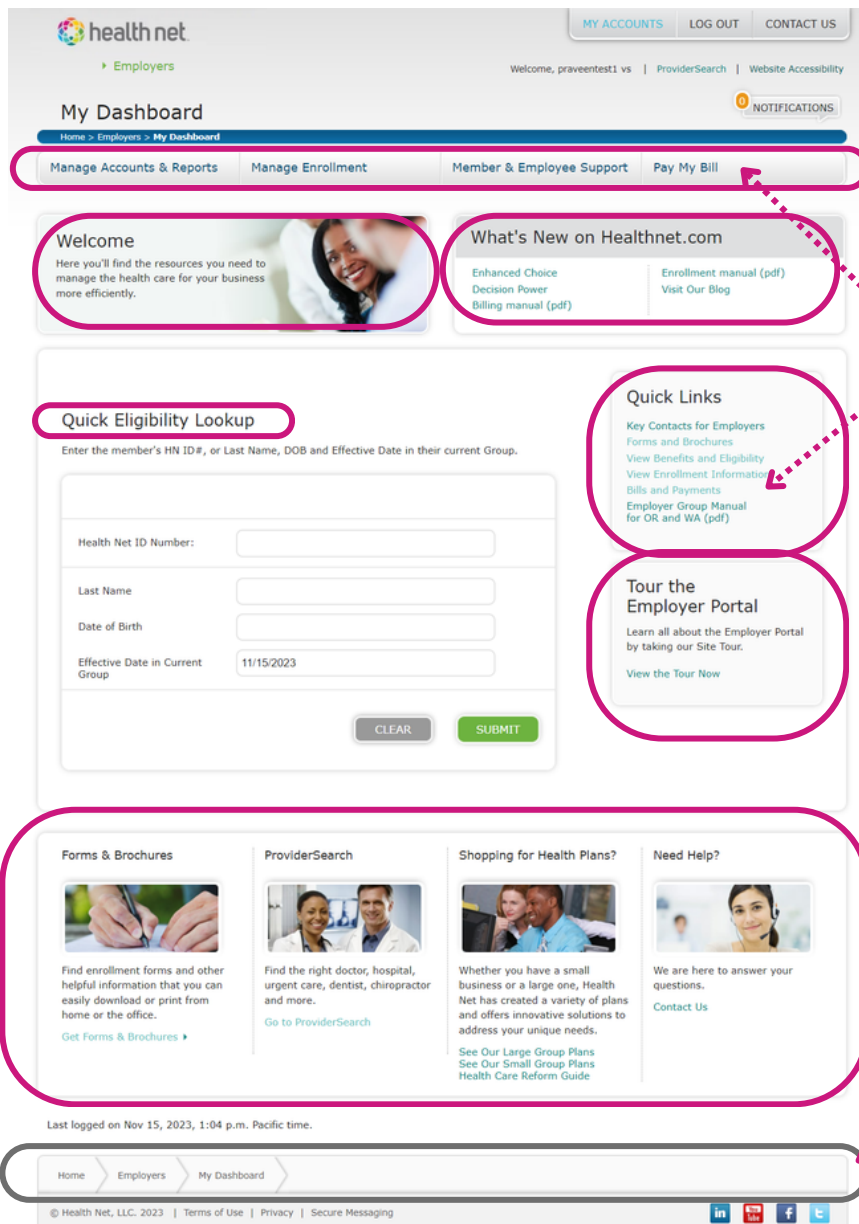 health net
MY ACCOUNTS LOG OUT CONTACT US
Employers
Welcome, praveentest1 vs | ProviderSearch | Website Accessibility
My Dashboard
0 NOTIFICATIONS
Home > Employers > My Dashboard
Manage Accounts & Reports Manage Enrollment Member & Employee Support Pay My Bill
Welcome
Here you'll find the resources you need to
manage the health care for your business
more efficiently.
What's New on Healthnet.com
Enhanced Choice
Decision Power
Billing manual (pdf)
Enrollment manual (pdf)
Visit Our Blog
Quick Eligibility Lookup
Enter the member's HN ID#, or Last Name, DOB and Effective Date in their current Group.
Health Net ID Number:
Last Name
Date of Birth
Effective Date in Current
Group
11/15/2023
CLEAR SUBMIT
Quick Links
Key Contacts for Employers
Forms and Brochures
View Benefits and Eligibility
View Enrollment Information
Bills and Payments
Employer Group Manual
for OR and WA (pdf)
Tour the
Employer Portal
Learn all about the Employer Portal
by taking our Site Tour.
View the Tour Now
Forms & Brochures
Find enrollment forms and other
helpful information that you can
easily download or print from
home or the office.
Get Forms & Brochures
ProviderSearch
Find the right doctor, hospital,
urgent care, dentist, chiropractor
and more.
Go to ProviderSearch
Shopping for Health Plans?
Whether you have a small
business or a large one, Health
Net has created a variety of plans
and offers innovative solutions to
address your unique needs.
See Our Large Group Plans
See Our Small Group Plans
Health Care Reform Guide
Need Help?
We are here to answer your
questions.
Contact Us
Last logged on Nov 15, 2023, 1:04 p.m. Pacific time.
Home Employers My Dashboard
© Health Net, LLC. 2023 | Terms of Use | Privacy | Secure Messaging
in You Tube f t